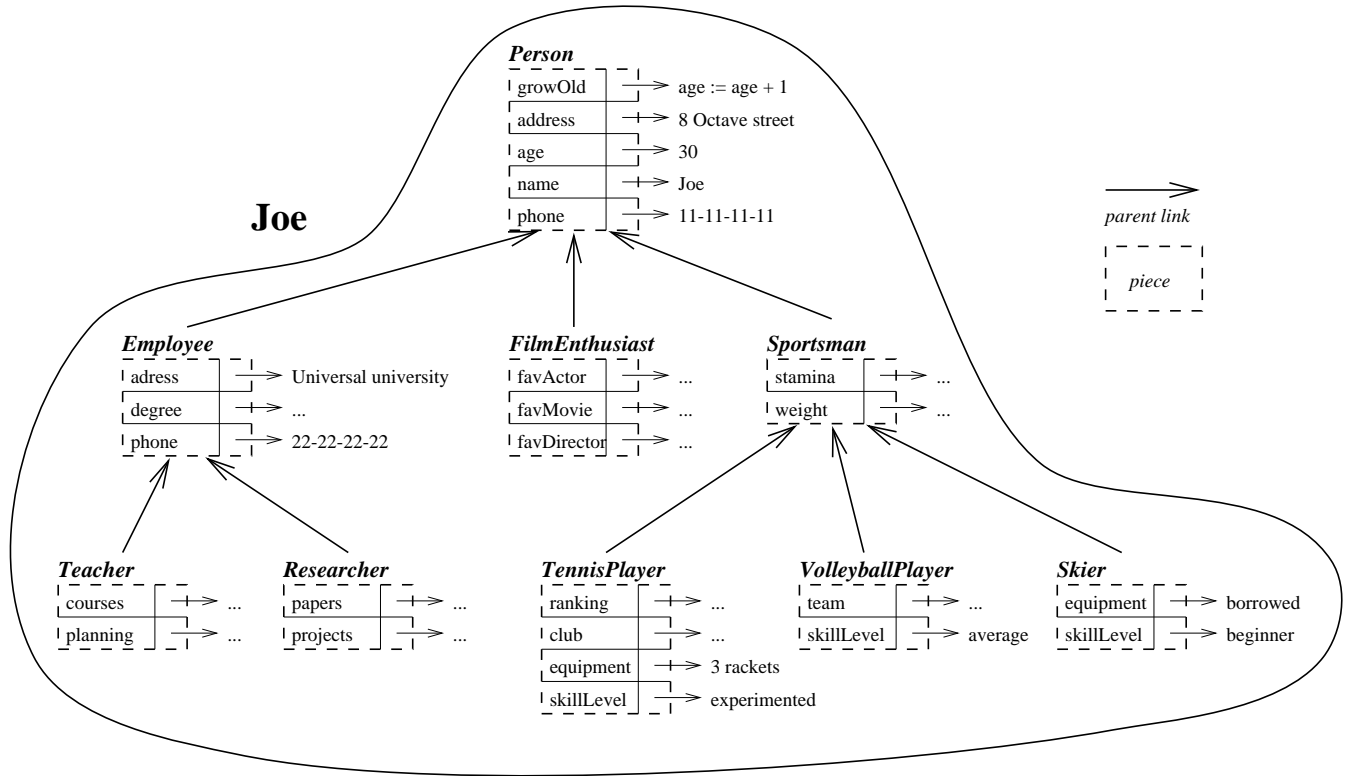 Person
growOld age := age + 1
address 8 Octave street
age 30
name Joe
phone 11-11-11-11
Joe
parent link
piece
Employee
adress Universal university
degree ...
phone 22-22-22-22
FilmEnthusiast
favActor ...
favMovie ...
favDirector ...
Sportsman
stamina ...
weight ...
Teacher
courses ...
planning ...
Researcher
papers ...
projects ...
TennisPlayer
ranking ...
club ...
equipment 3 rackets
skillLevel experimented
VolleyballPlayer
team ...
skillLevel average
Skier
equipment borrowed
skillLevel beginner